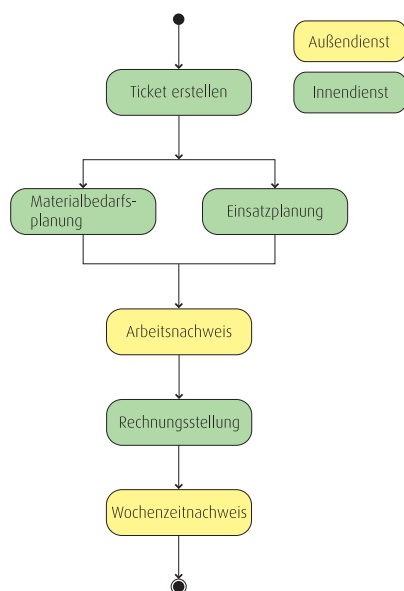 Außendienst
Ticket erstellen
Innendienst
Materialbedarfs-
planung
Einsatzplanung
Arbeitsnachweis
Rechnungsstellung
Wochenzeitnachweis